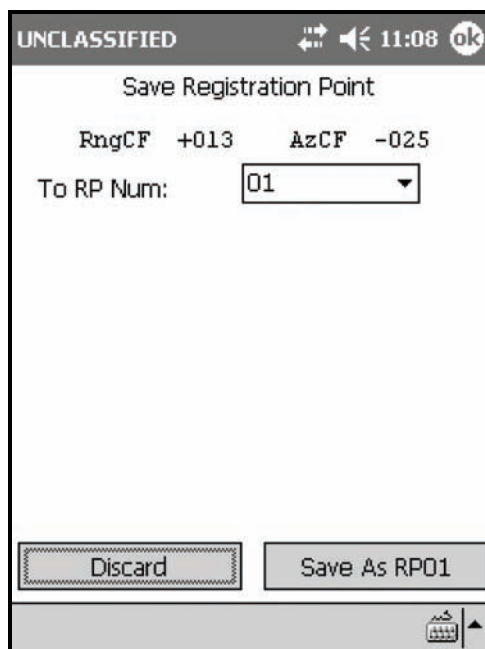 UNCLASSIFIED 11:08 ok
Save Registration Point
RngCF +013 AzCF -025
To RP Num: 01
Discard Save As RP01